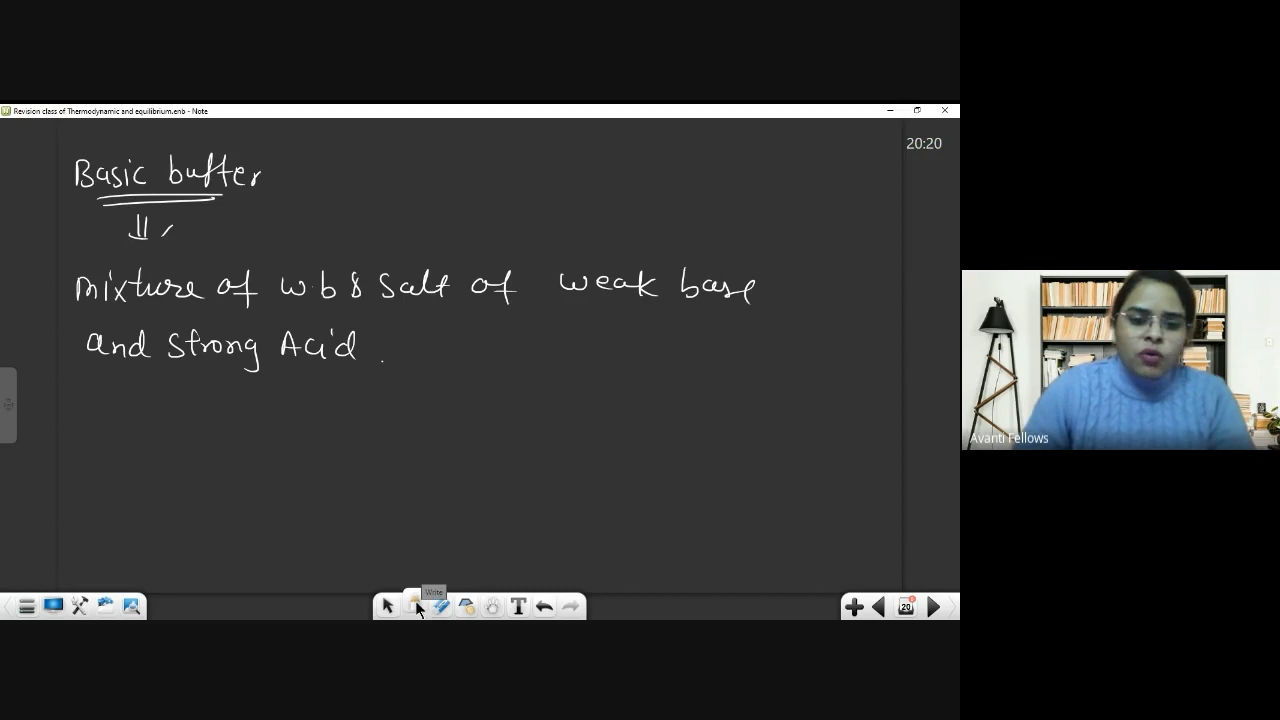 Revision class of Thermodynamic and equilibrium.enb - Note
20:20
Basic buffer
mixture of w.b & Salt of weak base
and Strong Acid.
Avanti Fellows
Write
T
20